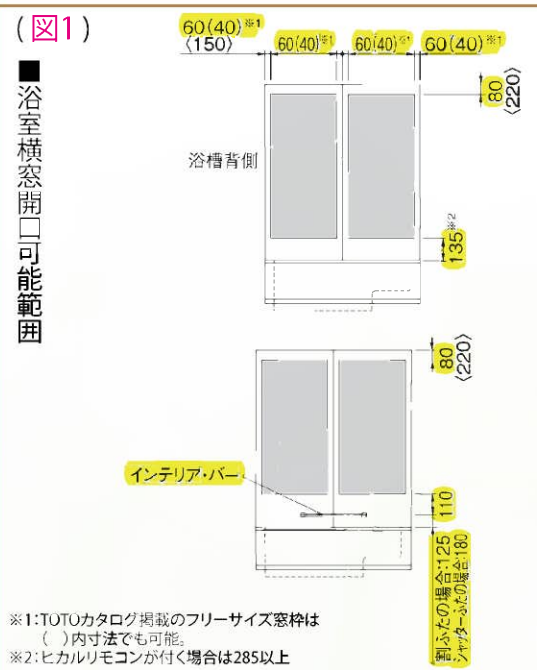 (図1)
■浴室横窓開口可能範囲
60(40)※1
〈150〉
60(40)※1
60(40)※1
60(40)※1
80
〈220〉
浴槽背側
135※2
80
〈220〉
インテリア・バー
110
割ふたの場合:125
シャッターふたの場合:180
※1:TOTOカタログ掲載のフリーサイズ窓枠は
( )内寸法でも可能。
※2:ヒカルリモコンが付く場合は285以上